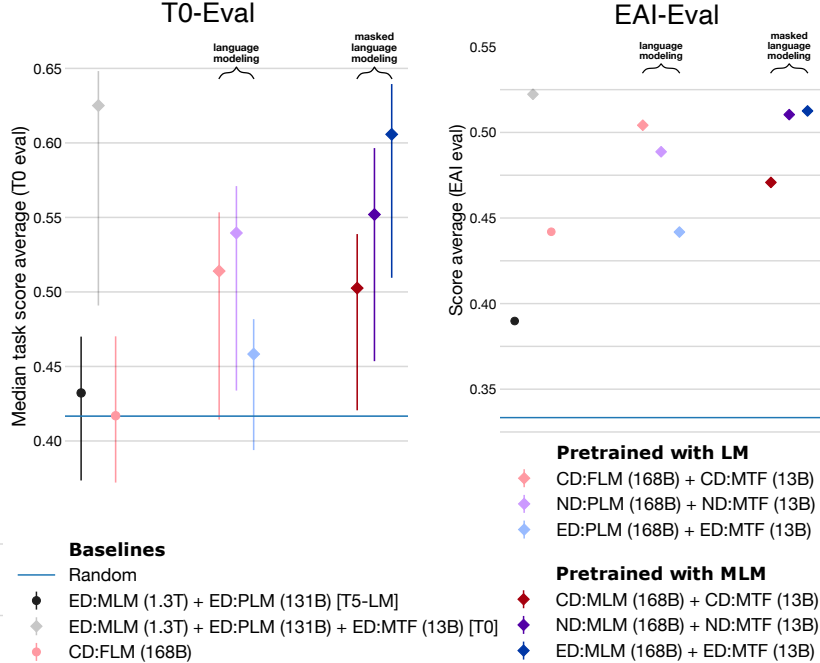 T0-Eval
EAI-Eval
language
modeling
masked
language
modeling
0.65
0.60
0.55
0.50
0.45
0.40
Median task score average (T0 eval)
language
modeling
masked
language
modeling
0.55
0.50
0.45
0.40
0.35
Score average (EAI eval)
Baselines
Random
ED:MLM (1.3T) + ED:PLM (131B) [T5-LM]
ED:MLM (1.3T) + ED:PLM (131B) + ED:MTF (13B) [T0]
CD:FLM (168B)
Pretrained with LM
CD:FLM (168B) + CD:MTF (13B)
ND:PLM (168B) + ND:MTF (13B)
ED:PLM (168B) + ED:MTF (13B)
Pretrained with MLM
CD:MLM (168B) + CD:MTF (13B)
ND:MLM (168B) + ND:MTF (13B)
ED:MLM (168B) + ED:MTF (13B)